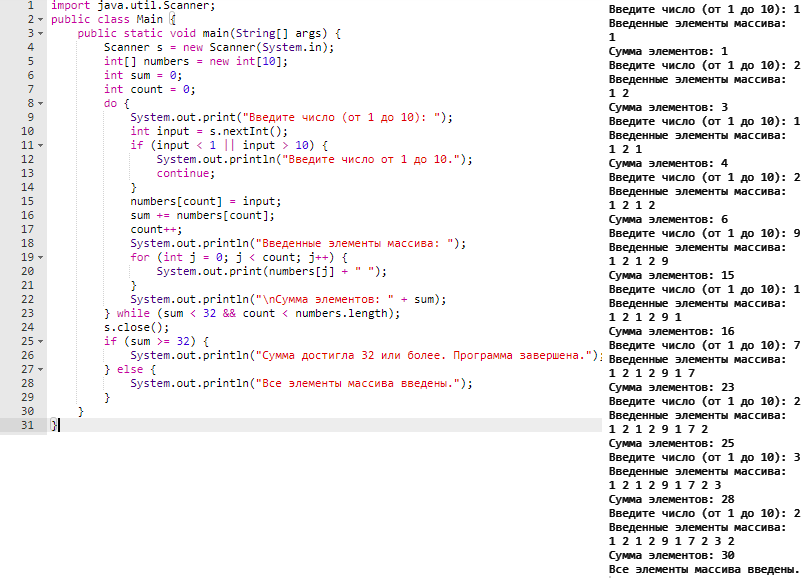 1 import java.util.Scanner;
2 public class Main {
3 public static void main(String[] args) {
4 Scanner s = new Scanner(System.in);
5 int[] numbers = new int[10];
6 int sum = 0;
7 int count = 0;
8 do {
9 System.out.print("Введите число (от 1 до 10): ");
10 int input = s.nextInt();
11 if (input < 1 || input > 10) {
12 System.out.println("Введите число от 1 до 10.");
13 continue;
14 }
15 numbers[count] = input;
16 sum += numbers[count];
17 count++;
18 System.out.println("Введенные элементы массива: ");
19 for (int j = 0; j < count; j++) {
20 System.out.print(numbers[j] + " ");
21 }
22 System.out.println("\nСумма элементов: " + sum);
23 } while (sum < 32 && count < numbers.length);
24 s.close();
25 if (sum >= 32) {
26 System.out.println("Сумма достигла 32 или более. Программа завершена.");
27 } else {
28 System.out.println("Все элементы массива введены.");
29 }
30 }
31 }
Введите число (от 1 до 10): 1
Введенные элементы массива:
1
Сумма элементов: 1
Введите число (от 1 до 10): 2
Введенные элементы массива:
1 2
Сумма элементов: 3
Введите число (от 1 до 10): 1
Введенные элементы массива:
1 2 1
Сумма элементов: 4
Введите число (от 1 до 10): 2
Введенные элементы массива:
1 2 1 2
Сумма элементов: 6
Введите число (от 1 до 10): 9
Введенные элементы массива:
1 2 1 2 9
Сумма элементов: 15
Введите число (от 1 до 10): 1
Введенные элементы массива:
1 2 1 2 9 1
Сумма элементов: 16
Введите число (от 1 до 10): 7
Введенные элементы массива:
1 2 1 2 9 1 7
Сумма элементов: 23
Введите число (от 1 до 10): 2
Введенные элементы массива:
1 2 1 2 9 1 7 2
Сумма элементов: 25
Введите число (от 1 до 10): 3
Введенные элементы массива:
1 2 1 2 9 1 7 2 3
Сумма элементов: 28
Введите число (от 1 до 10): 2
Введенные элементы массива:
1 2 1 2 9 1 7 2 3 2
Сумма элементов: 30
Все элементы массива введены.